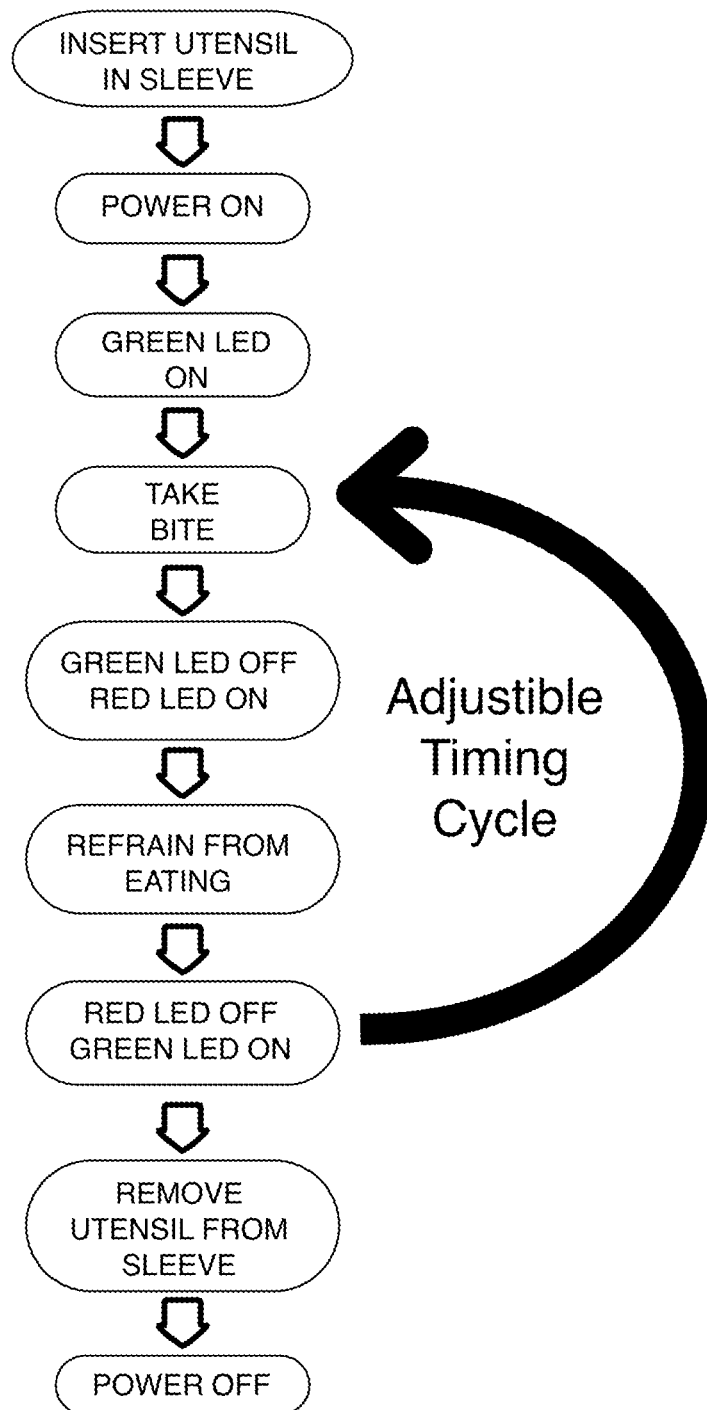 INSERT UTENSIL
IN SLEEVE
POWER ON
GREEN LED
ON
TAKE
BITE
GREEN LED OFF
RED LED ON
REFRAIN FROM
EATING
RED LED OFF
GREEN LED ON
REMOVE
UTENSIL FROM
SLEEVE
POWER OFF
Adjustible
Timing
Cycle